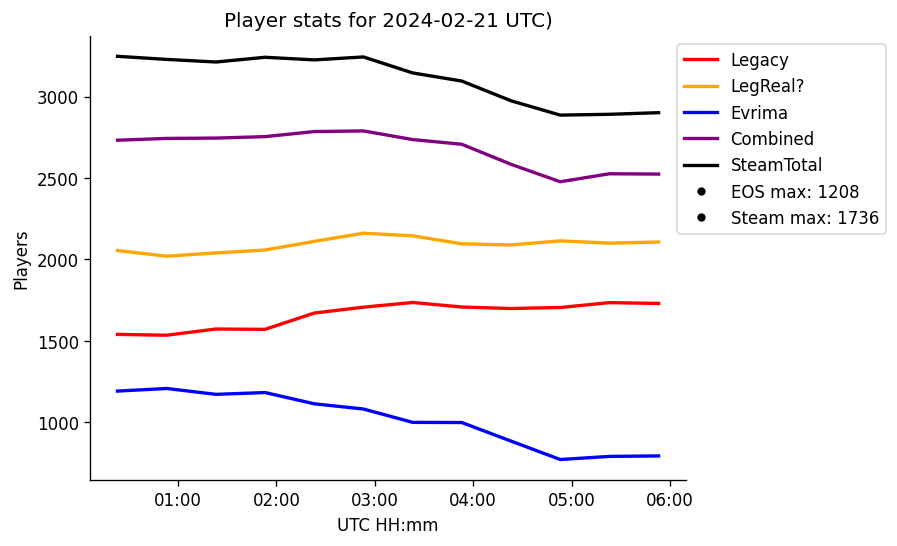 Player stats for 2024-02-21 UTC)
Legacy
LegReal?
Evrima
Combined
SteamTotal
EOS max: 1208
Steam max: 1736
Players
3000
2500
2000
1500
1000
01:00 02:00 03:00 04:00 05:00 06:00
UTC HH:mm